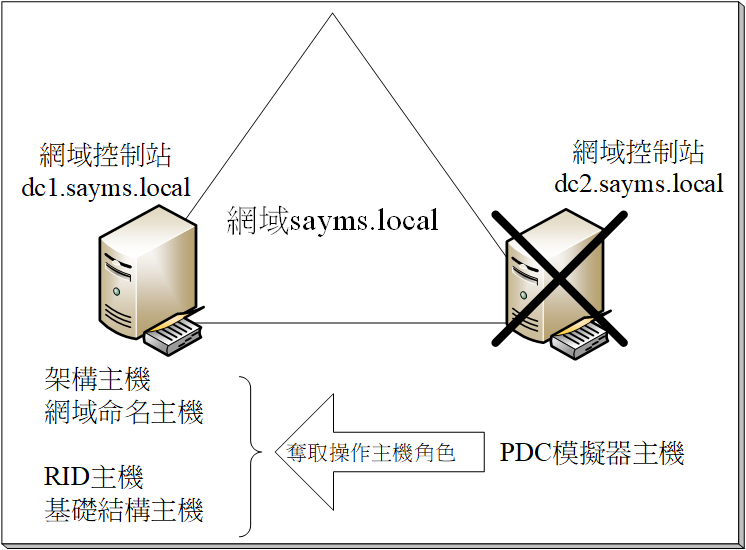 網域控制站
dc1.sayms.local
網域控制站
dc2.sayms.local
網域sayms.local
架構主機
網域命名主機
RID主機
基礎結構主機
奪取操作主機角色
PDC模擬器主機